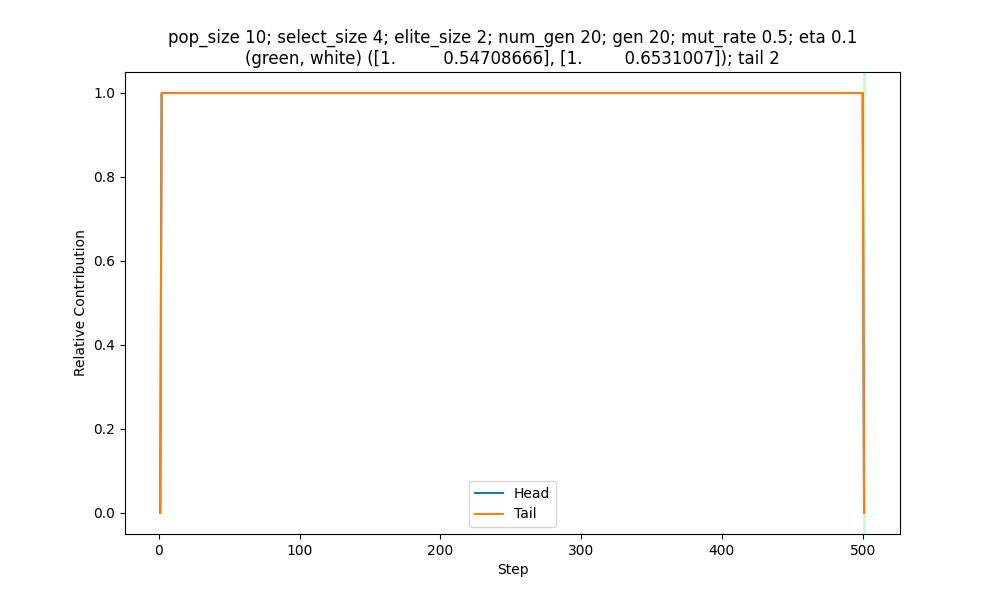 pop_size 10; select_size 4; elite_size 2; num_gen 20; gen 20; mut_rate 0.5; eta 0.1
(green, white) ([1.         0.54708666], [1.        0.6531007]); tail 2
1.0
0.8
0.6
0.4
0.2
0.0
Relative Contribution
Head
Tail
0
100
200
300
400
500
Step